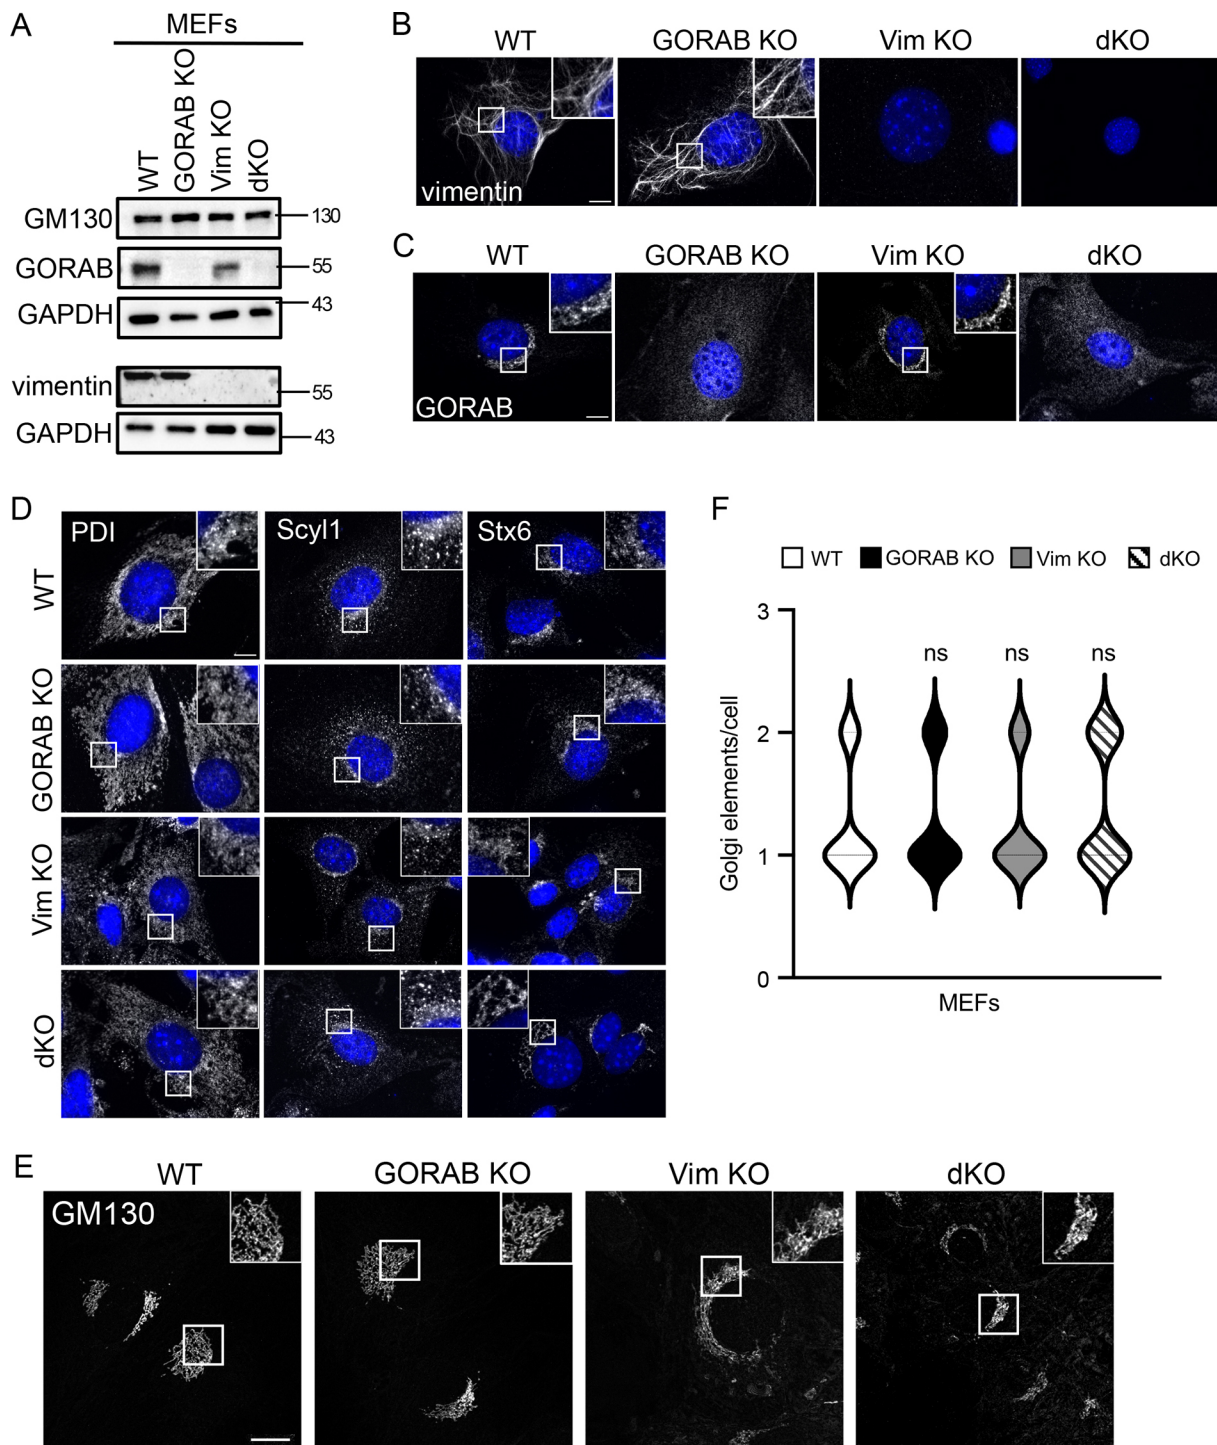 A
MEFs
WT
GORAB KO
Vim KO
dKO
GM130
130
GORAB
55
GAPDH
43
vimentin
55
GAPDH
43
B
WT
GORAB KO
Vim KO
dKO
vimentin
C
WT
GORAB KO
Vim KO
dKO
GORAB
D
PDI
Scyl1
Stx6
WT
GORAB KO
Vim KO
dKO
F
WT
GORAB KO
Vim KO
dKO
Golgi elements/cell
3
2
1
0
ns
ns
ns
MEFs
E
WT
GORAB KO
Vim KO
dKO
GM130